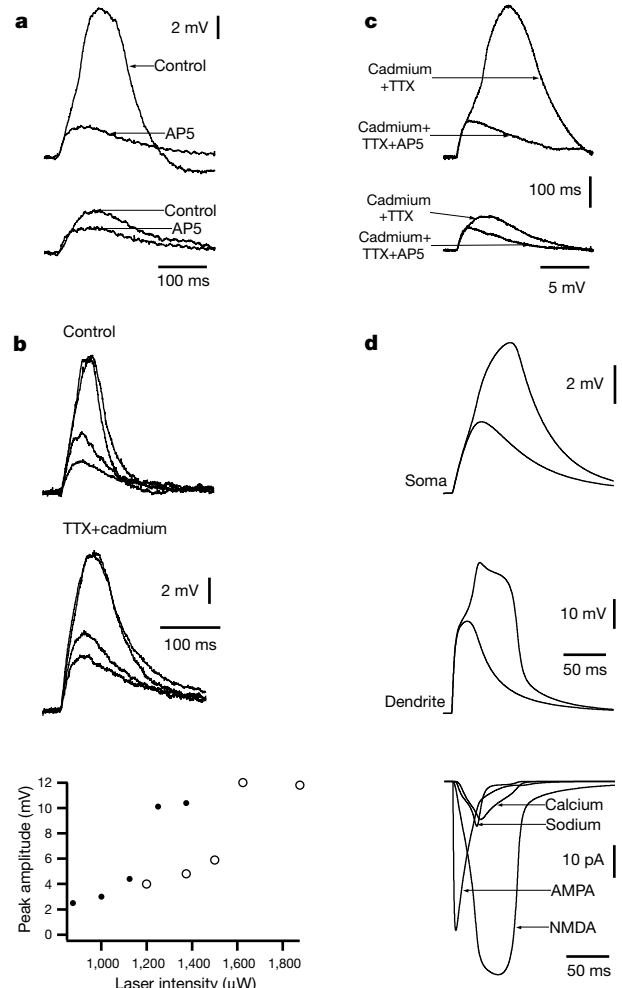 a
2 mV
Control
AP5
Control
AP5
100 ms
c
Cadmium
+TTX
Cadmium+
TTX+AP5
100 ms
Cadmium
+TTX
Cadmium+
TTX+AP5
5 mV
b
Control
TTX+cadmium
2 mV
100 ms
12
10
8
6
4
2
0
Peak amplitude (mV)
1,000
1,200
1,400
1,600
1,800
Laser intensity (μW)
d
2 mV
Soma
10 mV
50 ms
Dendrite
Calcium
Sodium
10 pA
AMPA
NMDA
50 ms